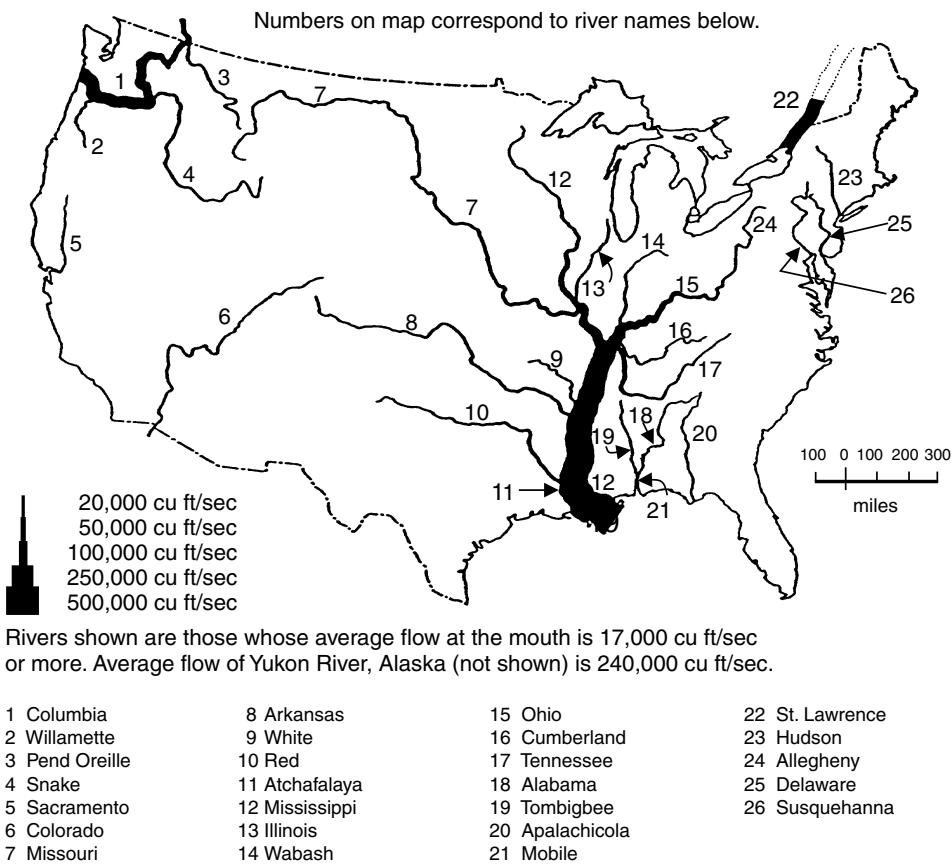 Numbers on map correspond to river names below.
1
2
3
4
5
6
7
7
8
9
10
11
12
12
13
14
15
16
17
18
19
20
21
22
23
24
25
26
100 0 100 200 300
miles
20,000 cu ft/sec
50,000 cu ft/sec
100,000 cu ft/sec
250,000 cu ft/sec
500,000 cu ft/sec
Rivers shown are those whose average flow at the mouth is 17,000 cu ft/sec
or more. Average flow of Yukon River, Alaska (not shown) is 240,000 cu ft/sec.
1 Columbia
2 Willamette
3 Pend Oreille
4 Snake
5 Sacramento
6 Colorado
7 Missouri
8 Arkansas
9 White
10 Red
11 Atchafalaya
12 Mississippi
13 Illinois
14 Wabash
15 Ohio
16 Cumberland
17 Tennessee
18 Alabama
19 Tombigbee
20 Apalachicola
21 Mobile
22 St. Lawrence
23 Hudson
24 Allegheny
25 Delaware
26 Susquehanna